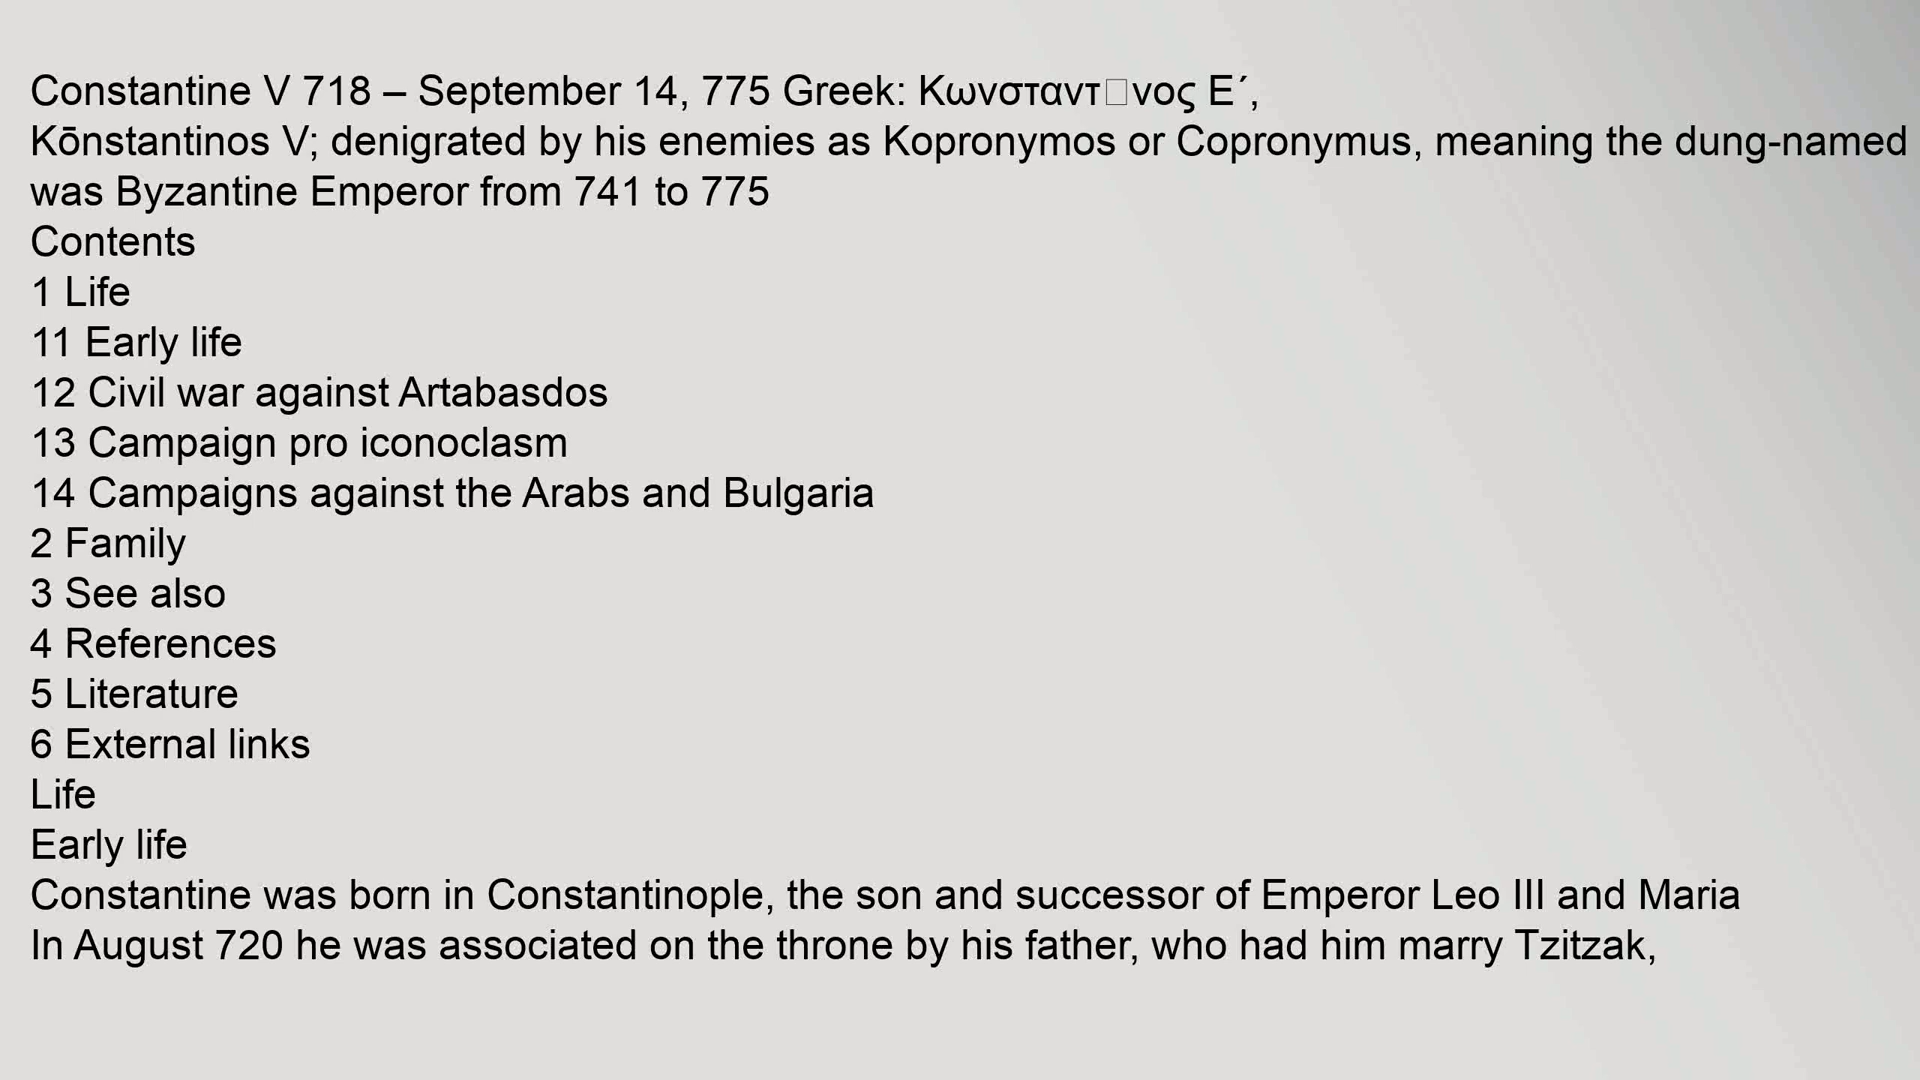 Constantine V 718 – September 14, 775 Greek: Κωνσταντ□νος Ε΄,
Kōnstantinos V; denigrated by his enemies as Kopronymos or Copronymus, meaning the dung-named
was Byzantine Emperor from 741 to 775
Contents
1 Life
11 Early life
12 Civil war against Artabasdos
13 Campaign pro iconoclasm
14 Campaigns against the Arabs and Bulgaria
2 Family
3 See also
4 References
5 Literature
6 External links
Life
Early life
Constantine was born in Constantinople, the son and successor of Emperor Leo III and Maria
In August 720 he was associated on the throne by his father, who had him marry Tzitzak,